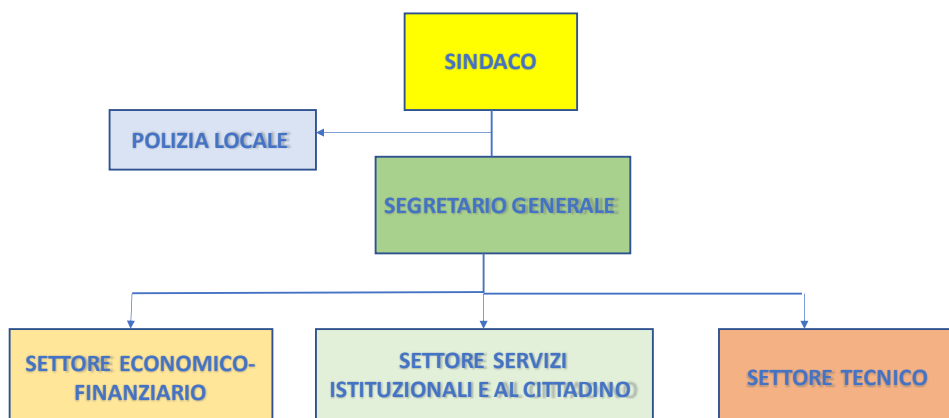 SINDACO
POLIZIA LOCALE
SEGRETARIO GENERALE
SETTORE ECONOMICO-
FINANZIARIO
SETTORE SERVIZI
ISTITUZIONALI E AL CITTADINO
SETTORE TECNICO